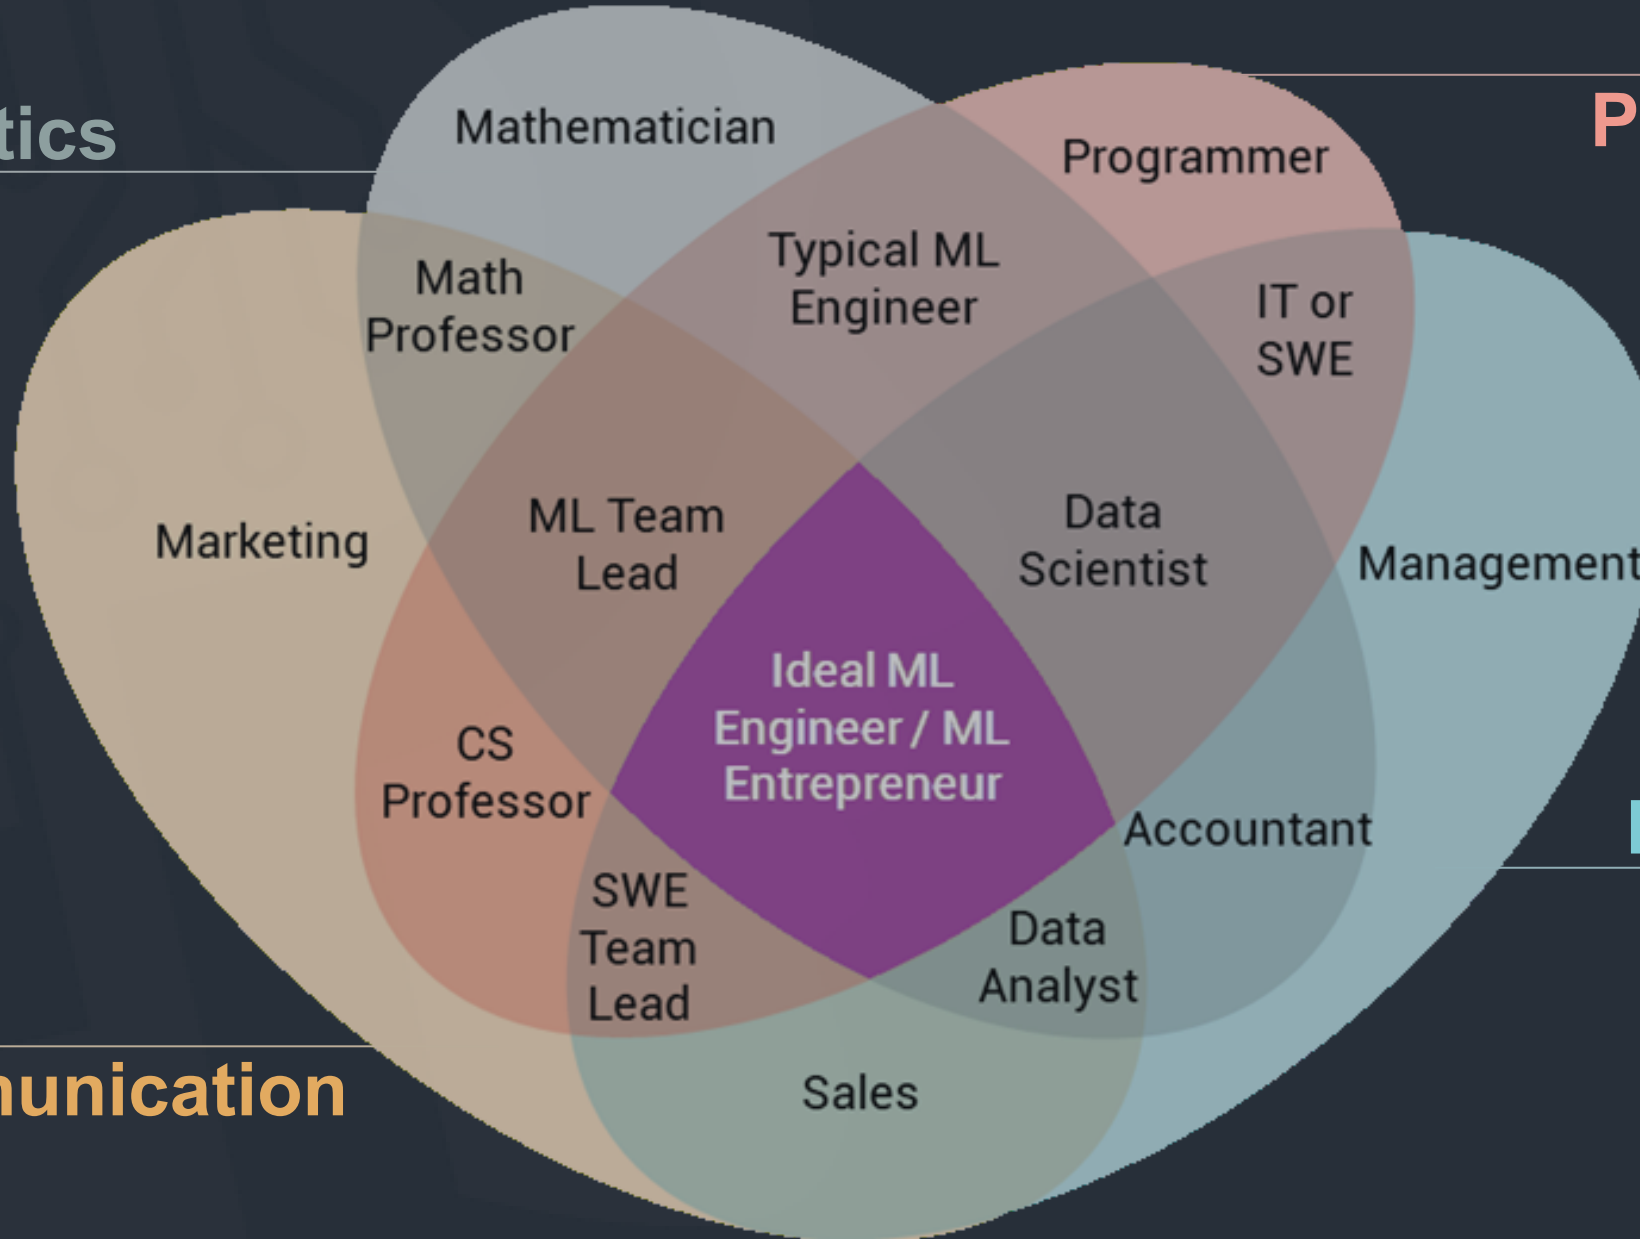 Mathematician
tics
P
Programmer
Typical ML
Engineer
Math
Professor
IT or
SWE
ML Team
Lead
Data
Scientist
Marketing
Management
Ideal ML
Engineer / ML
Entrepreneur
CS
Professor
Accountant
SWE
Team
Lead
Data
Analyst
Sales
unication